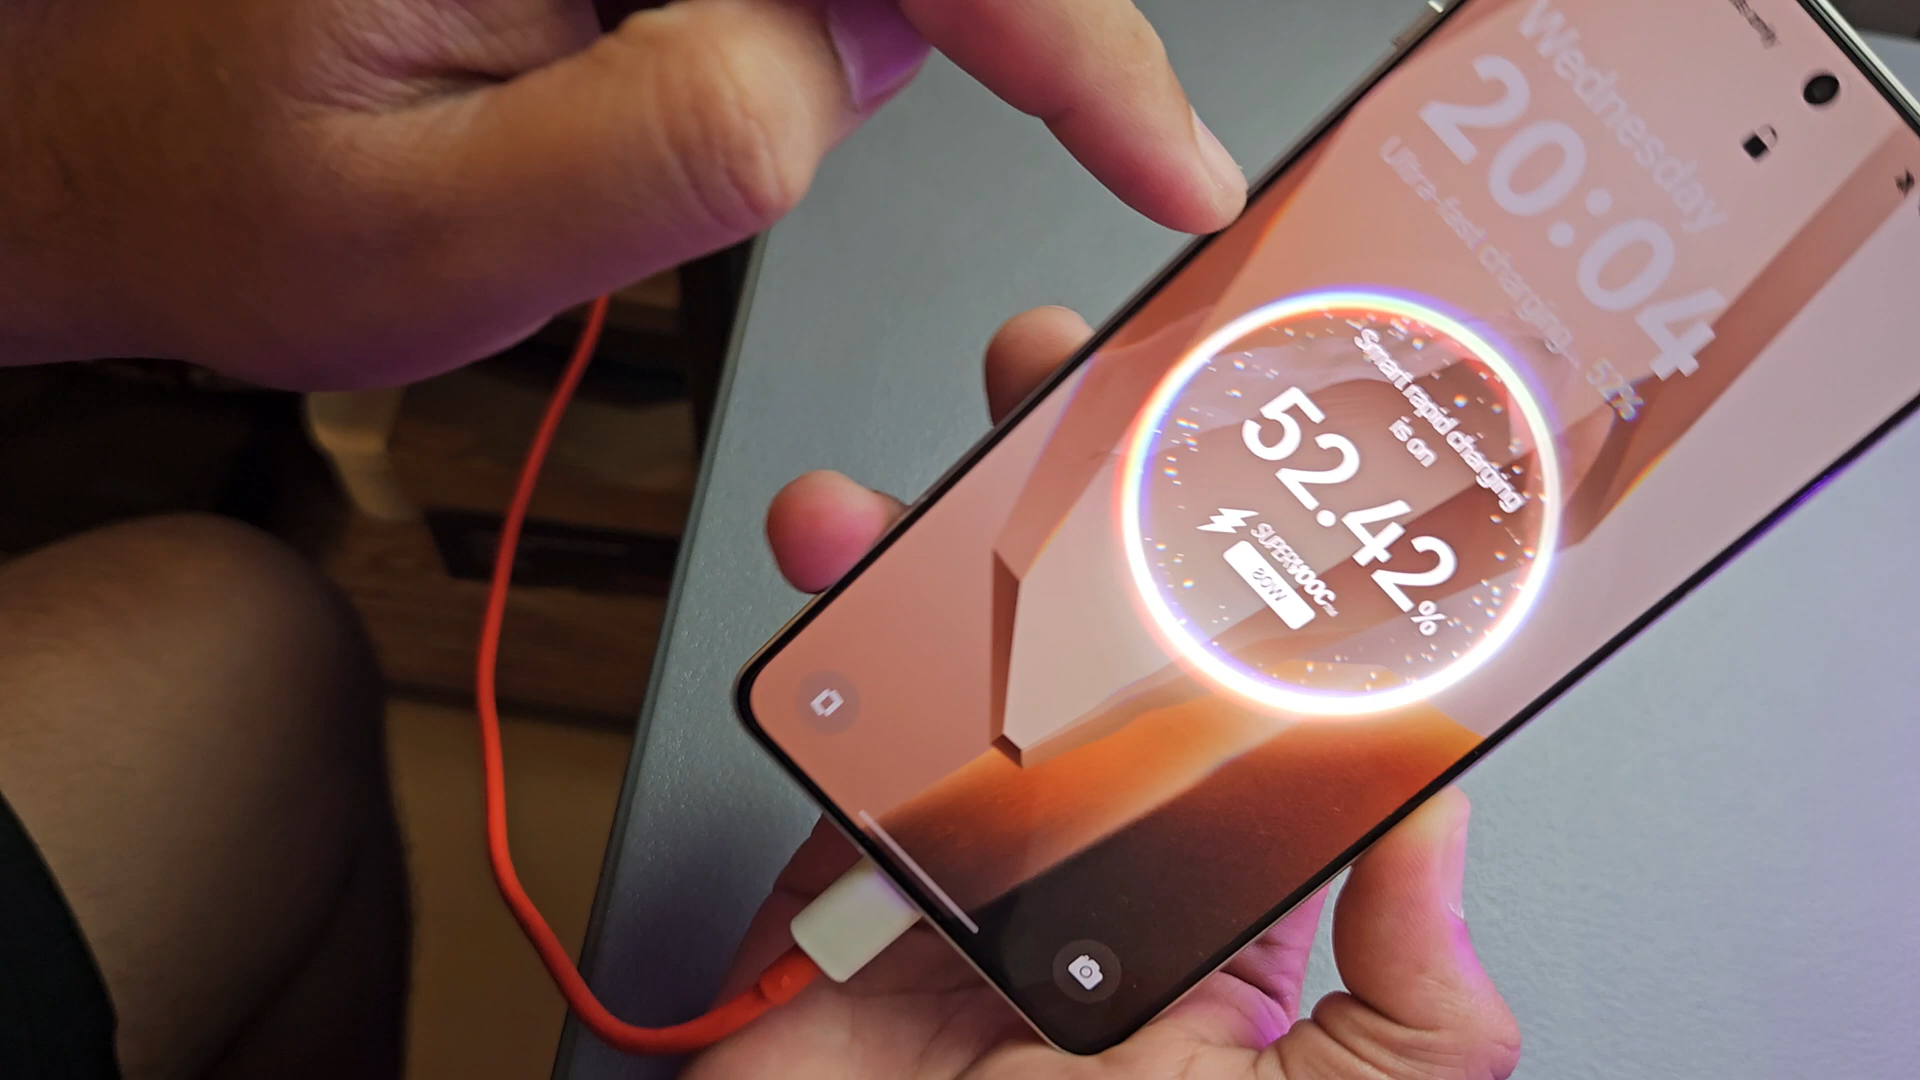 Wednesday
20:04
Ultra-fast charging... 52%
Smart rapid charging
is on
52.42%
SUPERVOOC
80W